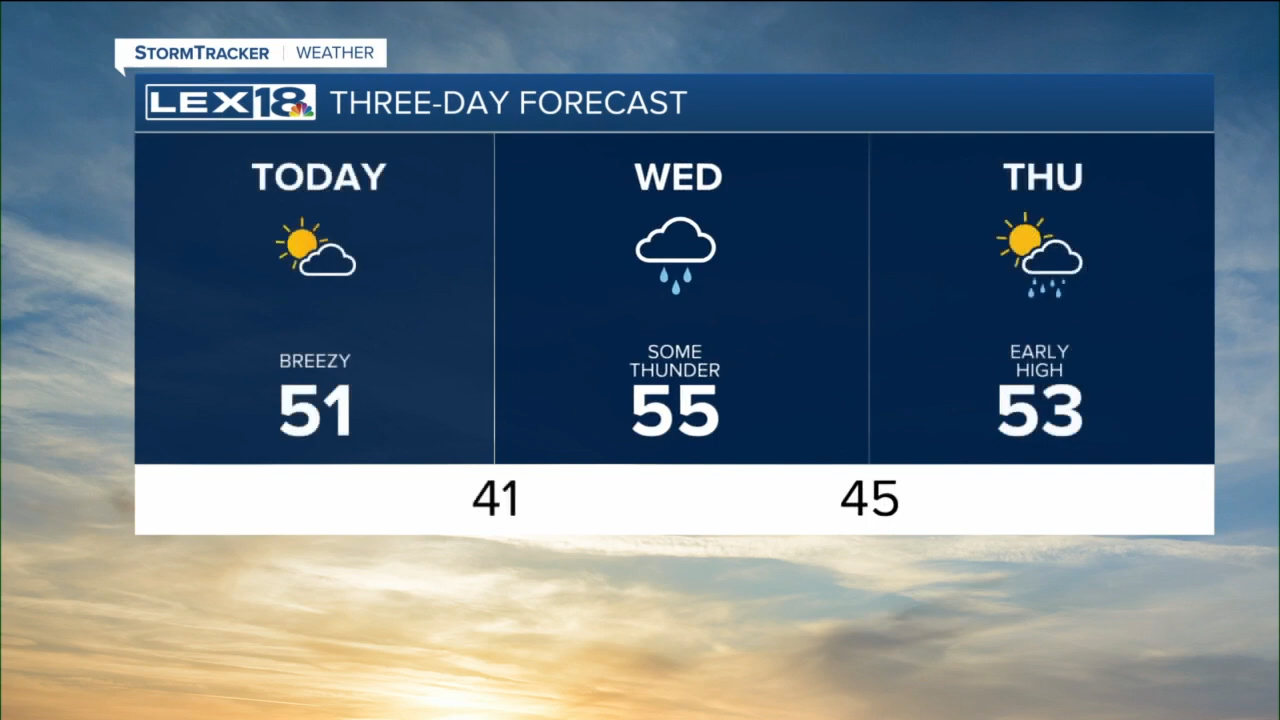 STORMTRACKER WEATHER
LEX18 THREE-DAY FORECAST
TODAY
BREEZY
51
WED
SOME
THUNDER
55
THU
EARLY
HIGH
53
41
45